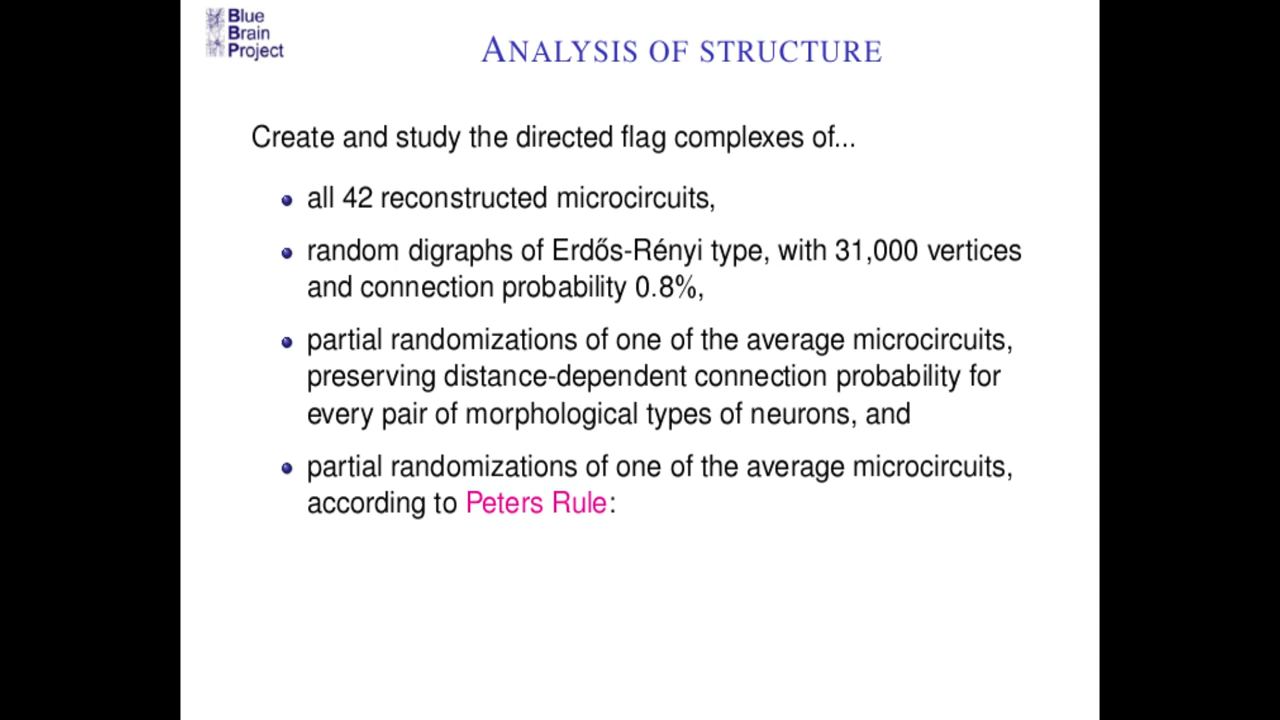 Blue
Brain
Project
ANALYSIS OF STRUCTURE
Create and study the directed flag complexes of...
all 42 reconstructed microcircuits,
random digraphs of Erdős-Rényi type, with 31,000 vertices
and connection probability 0.8%,
partial randomizations of one of the average microcircuits,
preserving distance-dependent connection probability for
every pair of morphological types of neurons, and
partial randomizations of one of the average microcircuits,
according to Peters Rule: